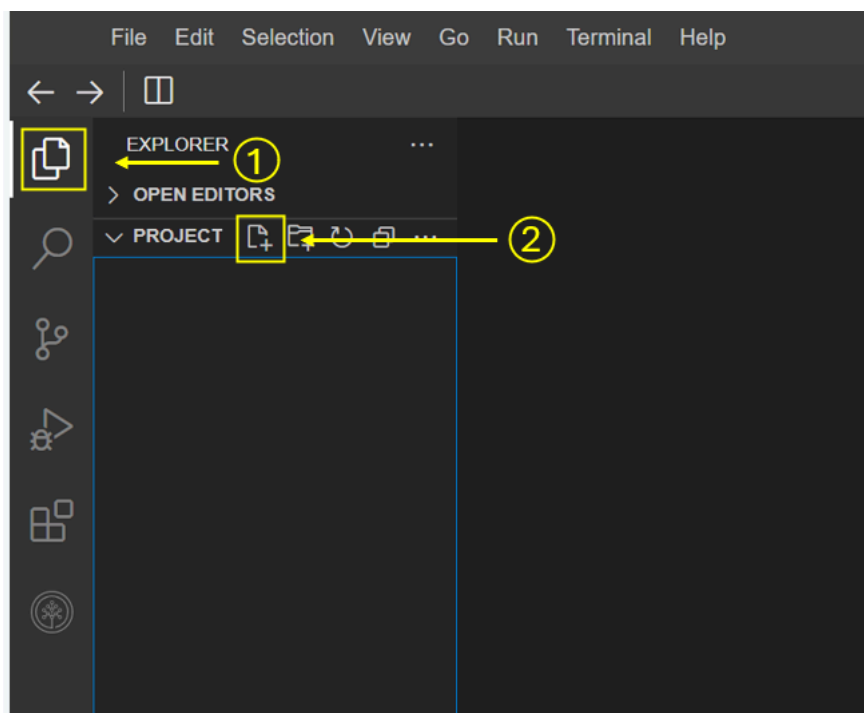 File Edit Selection View Go Run Terminal Help
EXPLORER
1
OPEN EDITORS
PROJECT
2